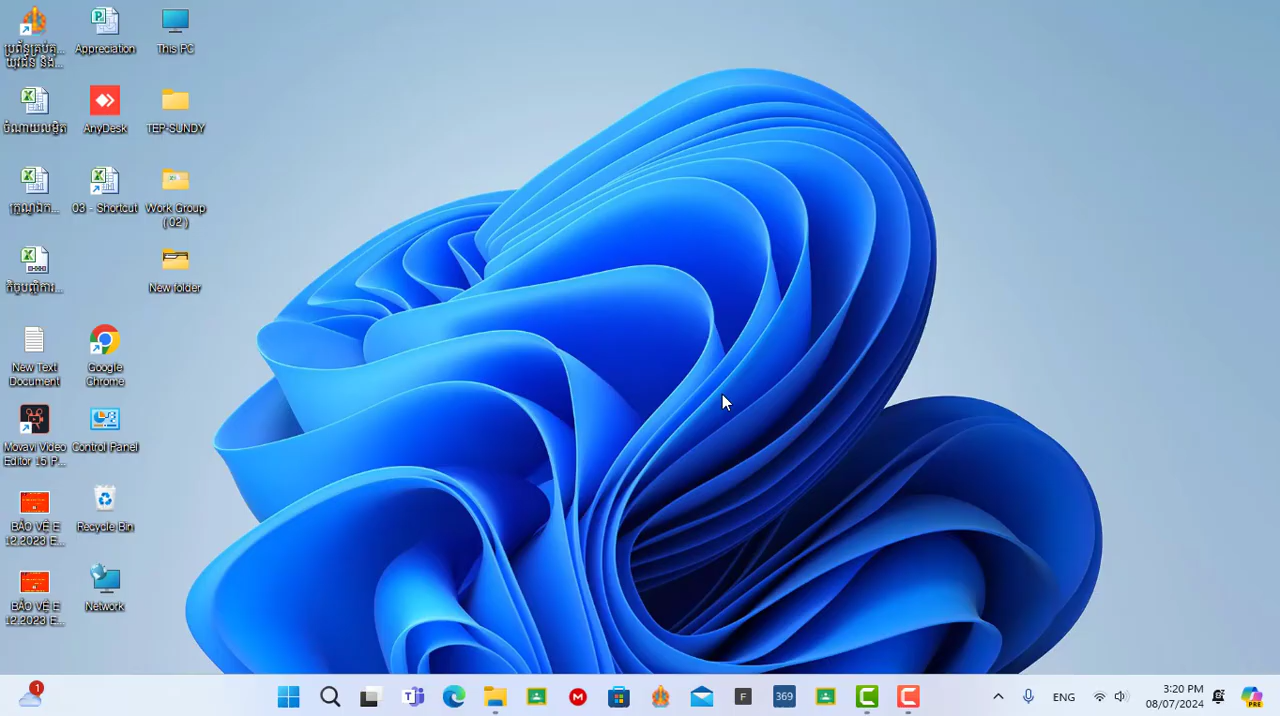 Appreciation
This PC
AnyDesk
TEP-SUNDY
03 - Shortcut
Work Group
( 02 )
New folder
New Text
Document
Google
Chrome
Movavi Video
Editor 15 P...
Control Panel
BẢO VỆ E
12.2023 E...
Recycle Bin
BẢO VỆ E
12.2023 E...
Network
1
T
M
F
369
C
C
ENG
3:20 PM
08/07/2024
PRE